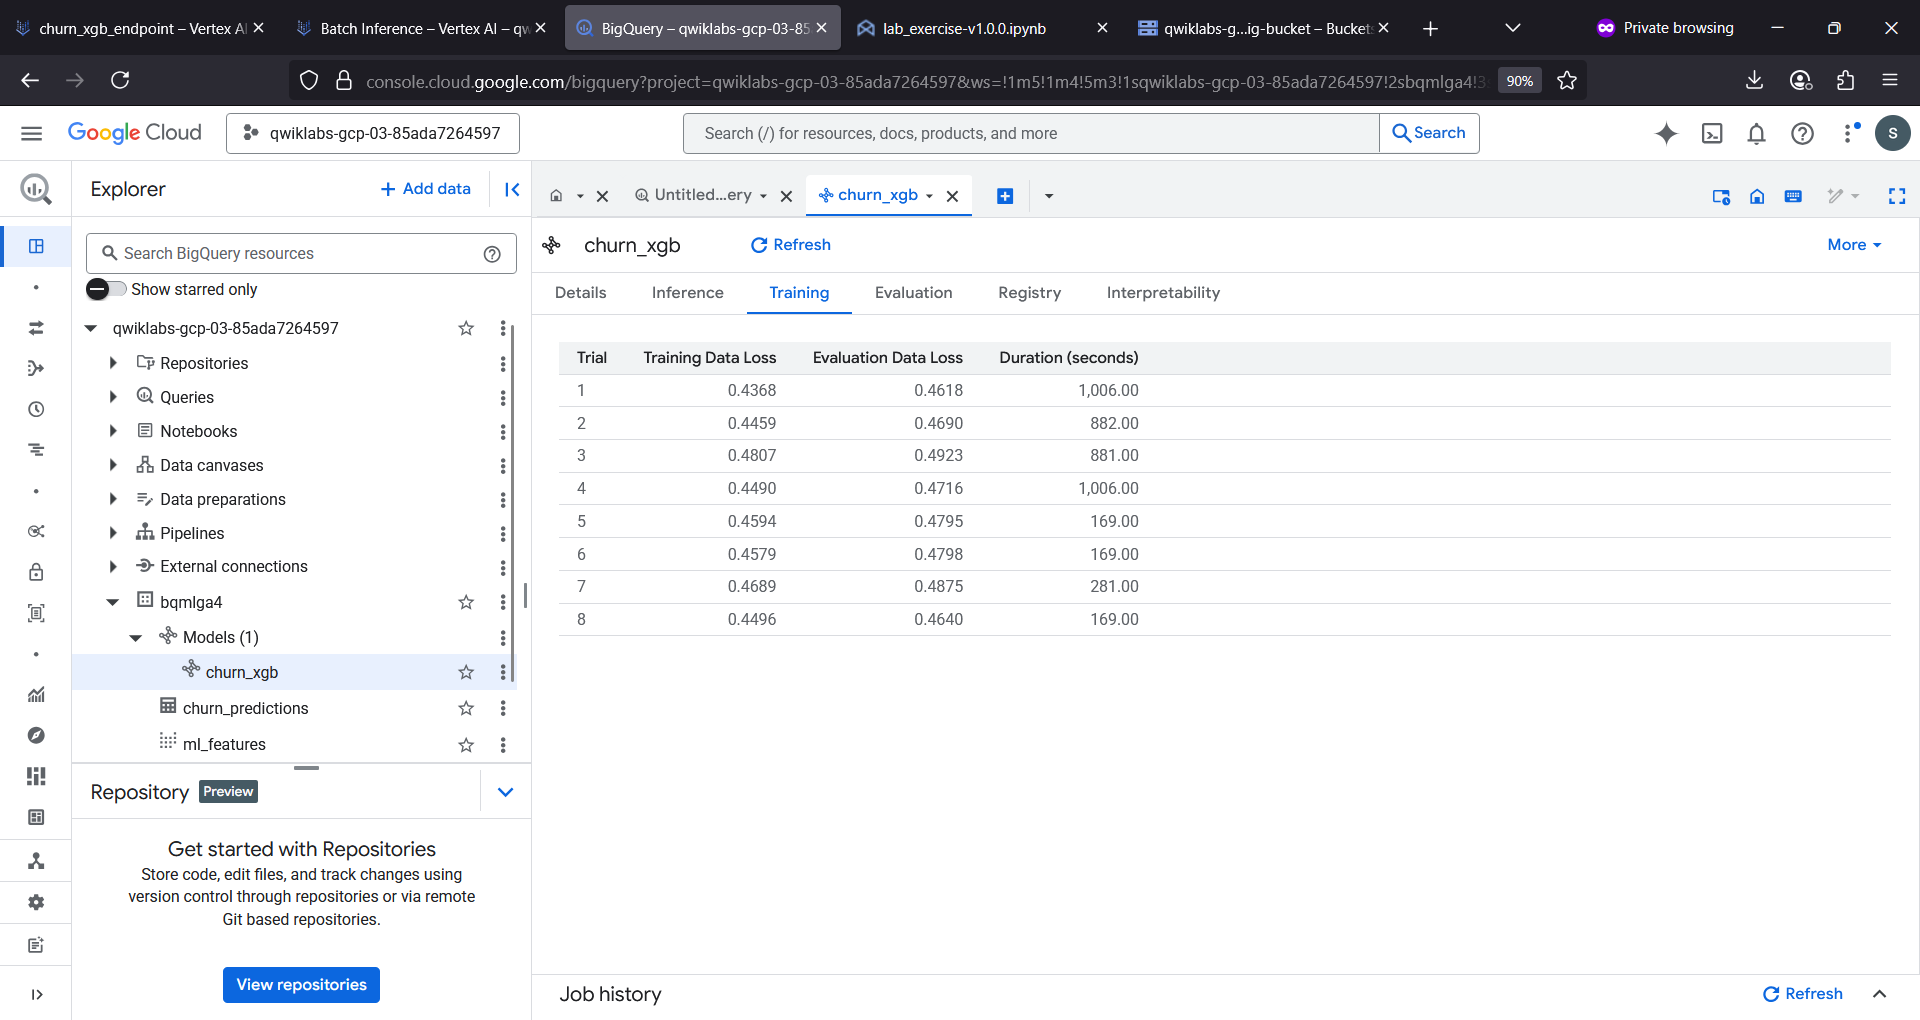 churn_xgb_endpoint – Vertex AI
Batch Inference – Vertex AI – qw
BigQuery – qwiklabs-gcp-03-85
lab_exercise-v1.0.0.ipynb
qwiklabs-g...ig-bucket – Buckets
Private browsing
console.cloud.google.com/bigquery?project=qwiklabs-gcp-03-85ada7264597&ws=!1m5!1m4!5m3!1sqwiklabs-gcp-03-85ada7264597!2sbqmlga4!3s
90%
Google Cloud
qwiklabs-gcp-03-85ada7264597
Search (/) for resources, docs, products, and more
Search
S
Explorer
Add data
Search BigQuery resources
Show starred only
qwiklabs-gcp-03-85ada7264597
Repositories
Queries
Notebooks
Data canvases
Data preparations
Pipelines
External connections
bqmlga4
Models (1)
churn_xgb
churn_predictions
ml_features
Repository Preview
Get started with Repositories
Store code, edit files, and track changes using
version control through repositories or via remote
Git based repositories.
View repositories
Untitled...ery
churn_xgb
churn_xgb
Refresh
More
Details Inference Training Evaluation Registry Interpretability
Trial Training Data Loss Evaluation Data Loss Duration (seconds)
1 0.4368 0.4618 1,006.00
2 0.4459 0.4690 882.00
3 0.4807 0.4923 881.00
4 0.4490 0.4716 1,006.00
5 0.4594 0.4795 169.00
6 0.4579 0.4798 169.00
7 0.4689 0.4875 281.00
8 0.4496 0.4640 169.00
Job history
Refresh